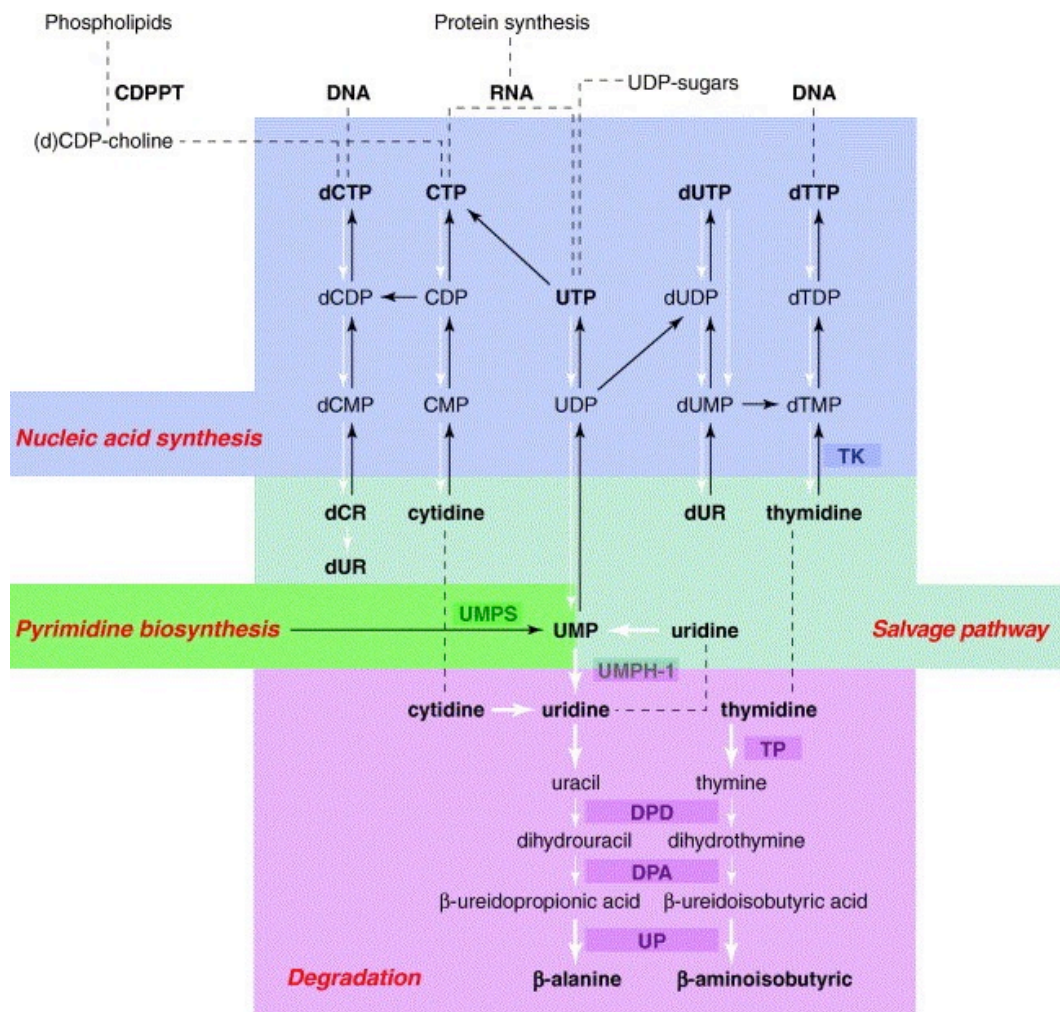 Phospholipids Protein synthesis
UDP-sugars
CDPPT DNA RNA DNA
(d)CDP-choline
dCTP CTP dUTP dTTP
dCDP CDP UTP dUDP dTDP
dCMP CMP UDP dUMP dTMP
Nucleic acid synthesis
TK
dCR cytidine dUR thymidine
dUR
UMPS
Pyrimidine biosynthesis UMP uridine Salvage pathway
UMPH-1
cytidine uridine thymidine
TP
uracil thymine
DPD
dihydrouracil dihydrothymine
DPA
β-ureidopropionic acid β-ureidoisobutyric acid
UP
Degradation β-alanine β-aminoisobutyric